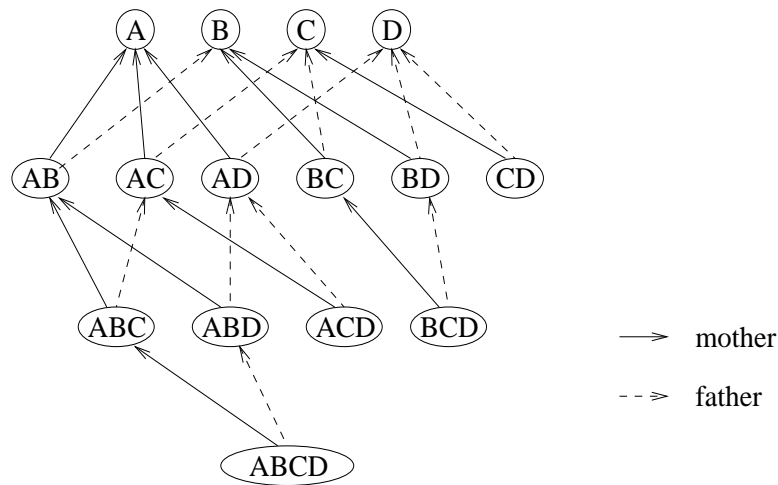 A B C D
AB AC AD BC BD CD
ABC ABD ACD BCD
mother
father
ABCD